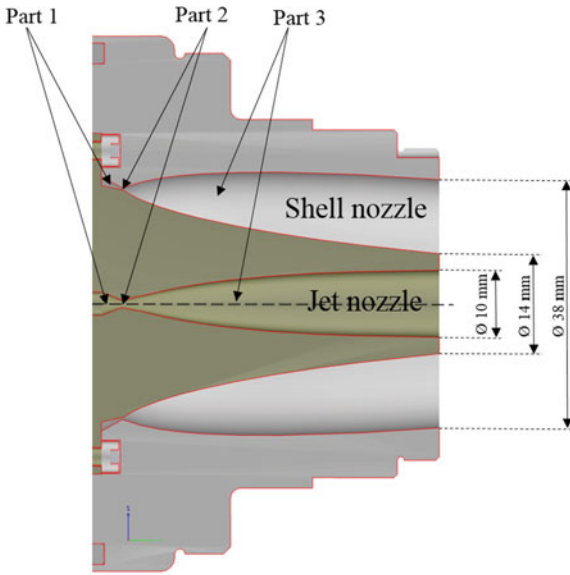 Part 1
Part 2
Part 3
Shell nozzle
Jet nozzle
Ø 10 mm
Ø 14 mm
Ø 38 mm